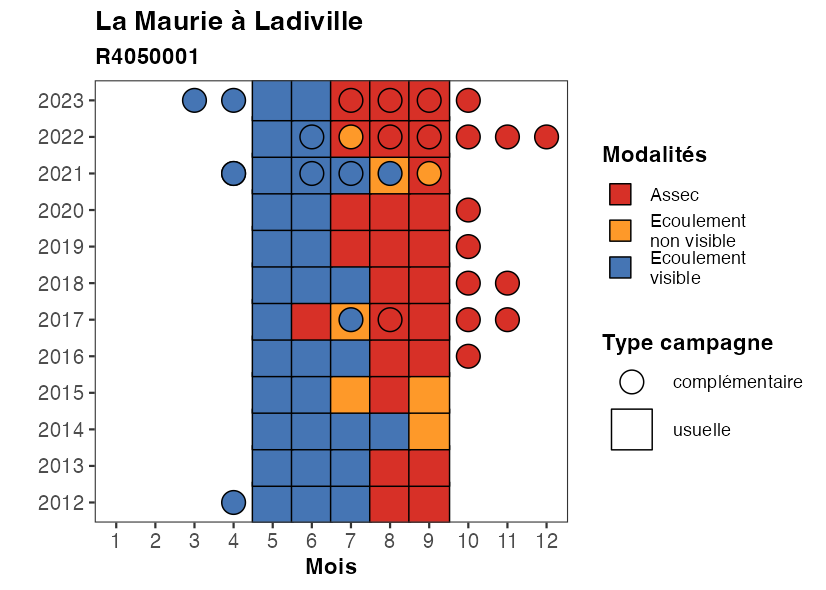 La Maurie à Ladiville
R4050001
2023
2022
2021
2020
2019
2018
2017
2016
2015
2014
2013
2012
1 2 3 4 5 6 7 8 9 10 11 12
Mois
Modalités
Assec
Ecoulement
non visible
Ecoulement
visible
Type campagne
complémentaire
usuelle